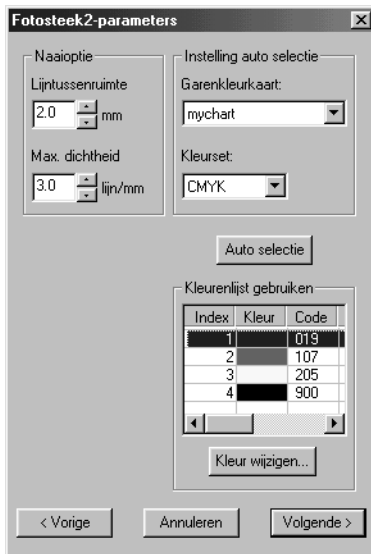 Fotosteek2-parameters
Naaioptie
Lijntussenruimte
2.0 mm
Max. dichtheid
3.0 lijn/mm
Instelling auto selectie
Garenkleurkaart:
mychart
Kleurset:
CMYK
Auto selectie
Kleurenlijst gebruiken
Index Kleur Code
1 019
2 107
3 205
4 900
Kleur wijzigen...
< Vorige Annuleren Volgende >